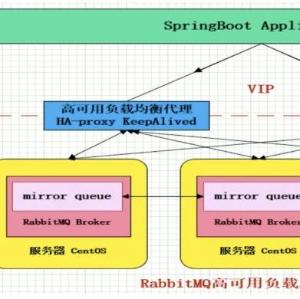 SpringBoot Appli
VIP
高可用负载均衡代理
HA-proxy KeepAlived
mirror queue
RabbitMQ Broker
服务器 CentOS
mirror queue
RabbitMQ Broker
服务器 CentOS
RabbitMQ高可用负载